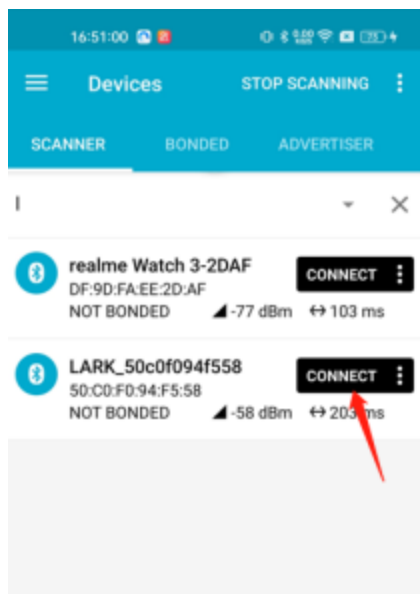 16:51:00
Devices STOP SCANNING
SCANNER BONDED ADVERTISER
l
realme Watch 3-2DAF
CONNECT
DF:9D:FA:EE:2D:AF
NOT BONDED -77 dBm 103 ms
LARK_50c0f094f558
CONNECT
50:C0:F0:94:F5:58
NOT BONDED -58 dBm 203 ms